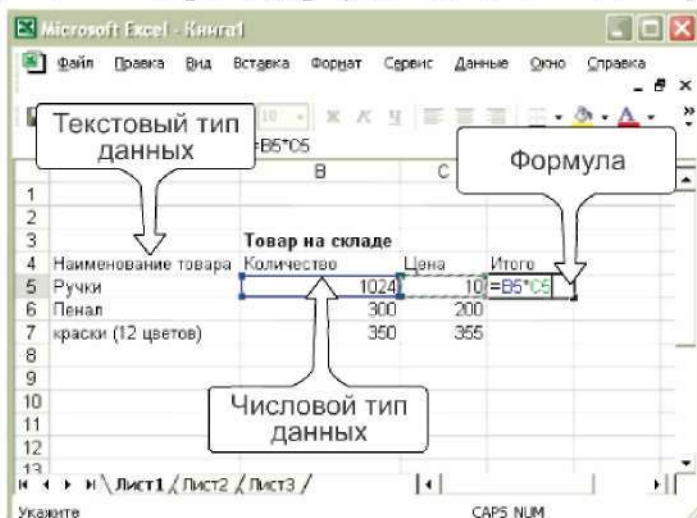 Microsoft Excel - Книга1
Файл Правка Вид Вставка Формат Сервис Данные Окно Справка
10 Ж К Ч
Текстовый тип
данных
=B5*C5
Формула
B C
1
2
3 Товар на складе
4 Наименование товара Количество Цена Итого
5 Ручки 1024 10 =B5*C5
6 Пенал 300 200
7 краски (12 цветов) 350 355
8
9
10
11
12
13
Числовой тип
данных
Лист1 / Лист2 / Лист3 /
Укажите CAPS NUM